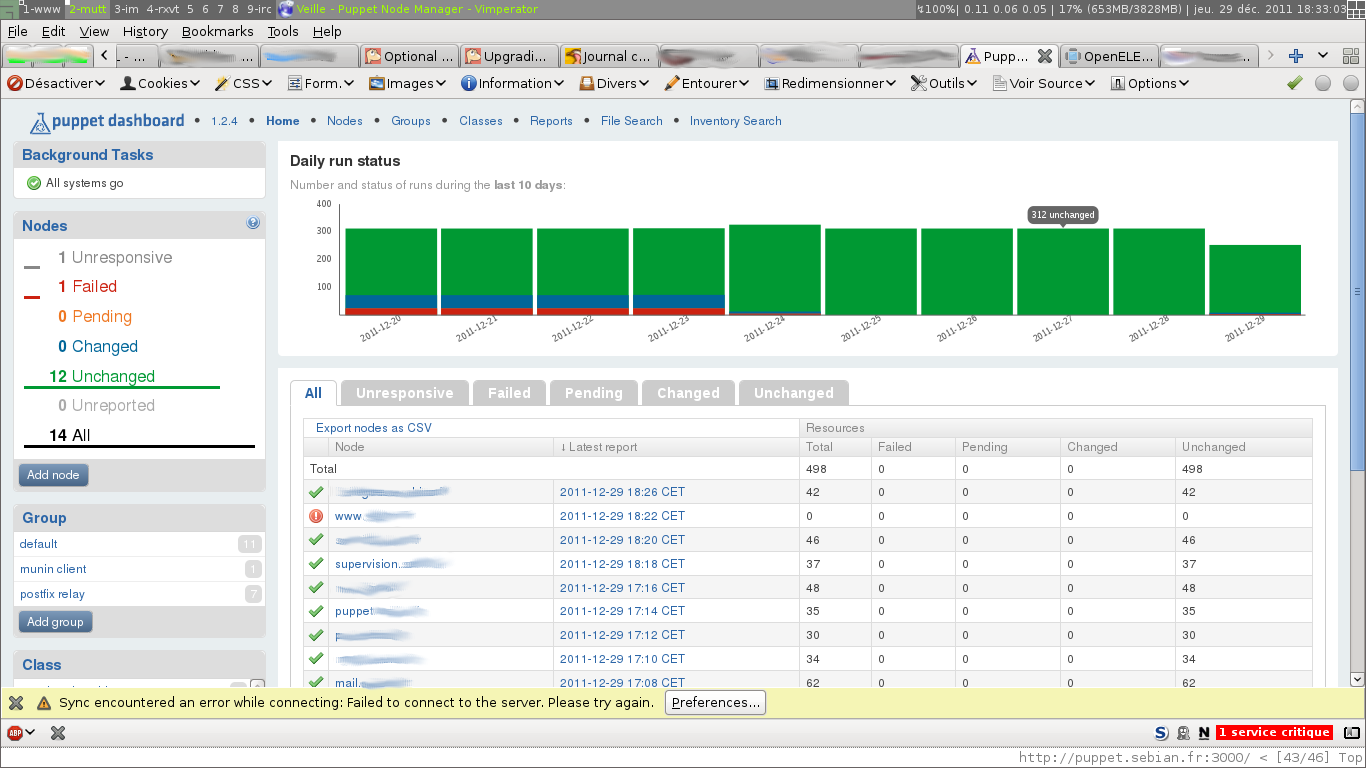 1-www 2-mutt 3-im 4-rxvt 5 6 7 8 9-irc Veille - Puppet Node Manager - Vimperator 100%| 0.11 0.06 0.05 | 17% (653MB/3828MB) | jeu. 29 déc. 2011 18:33:03
File Edit View History Bookmarks Tools Help
L - ... ... ... Optional ... Upgradi... Journal c... Pupp... OpenELE... ...
Désactiver Cookies CSS Form. Images Information Divers Entourer Redimensionner Outils Voir Source Options
puppet dashboard • 1.2.4 • Home • Nodes • Groups • Classes • Reports • File Search • Inventory Search
Background Tasks
All systems go
Nodes
1 Unresponsive
1 Failed
0 Pending
0 Changed
12 Unchanged
0 Unreported
14 All
Add node
Group
default 11
munin client 1
postfix relay 7
Add group
Class
Daily run status
Number and status of runs during the last 10 days:
400
300
200
100
312 unchanged
2011-12-20 2011-12-21 2011-12-22 2011-12-23 2011-12-24 2011-12-25 2011-12-26 2011-12-27 2011-12-28 2011-12-29
All Unresponsive Failed Pending Changed Unchanged
Export nodes as CSV Resources
Node ↓ Latest report Total Failed Pending Changed Unchanged
Total 498 0 0 0 498
2011-12-29 18:26 CET 42 0 0 0 42
www. 2011-12-29 18:22 CET 0 0 0 0 0
2011-12-29 18:20 CET 46 0 0 0 46
supervision. 2011-12-29 18:18 CET 37 0 0 0 37
2011-12-29 17:16 CET 48 0 0 0 48
puppet 2011-12-29 17:14 CET 35 0 0 0 35
p 2011-12-29 17:12 CET 30 0 0 0 30
2011-12-29 17:10 CET 34 0 0 0 34
mail. 2011-12-29 17:08 CET 62 0 0 0 62
Sync encountered an error while connecting: Failed to connect to the server. Please try again. Preferences...
ABP S N 1 service critique
http://puppet.sebian.fr:3000/ < [43/46] Top